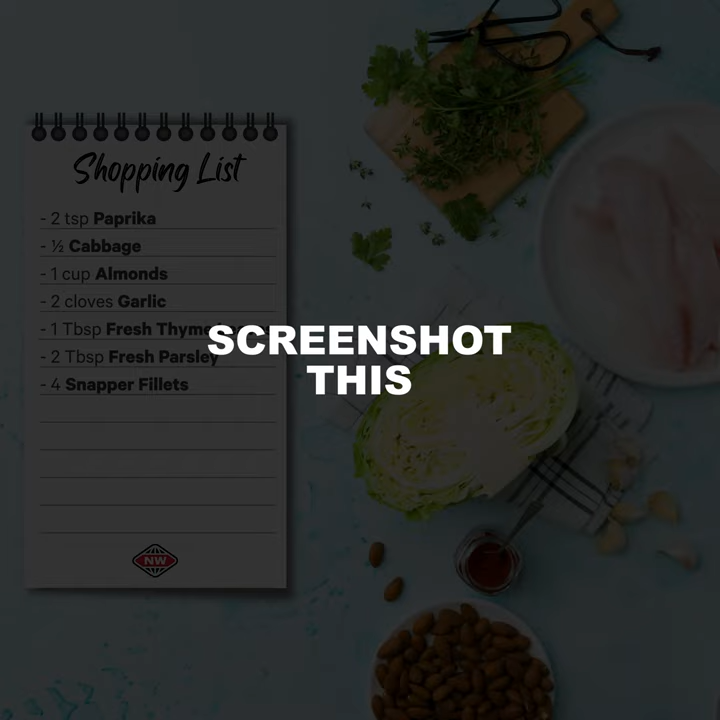 Shopping List
- 2 tsp Paprika
- ½ Cabbage
- 1 cup Almonds
- 2 cloves Garlic
- 1 Tbsp Fresh Thyme
- 2 Tbsp Fresh Parsley
- 4 Snapper Fillets
NW
SCREENSHOT
THIS